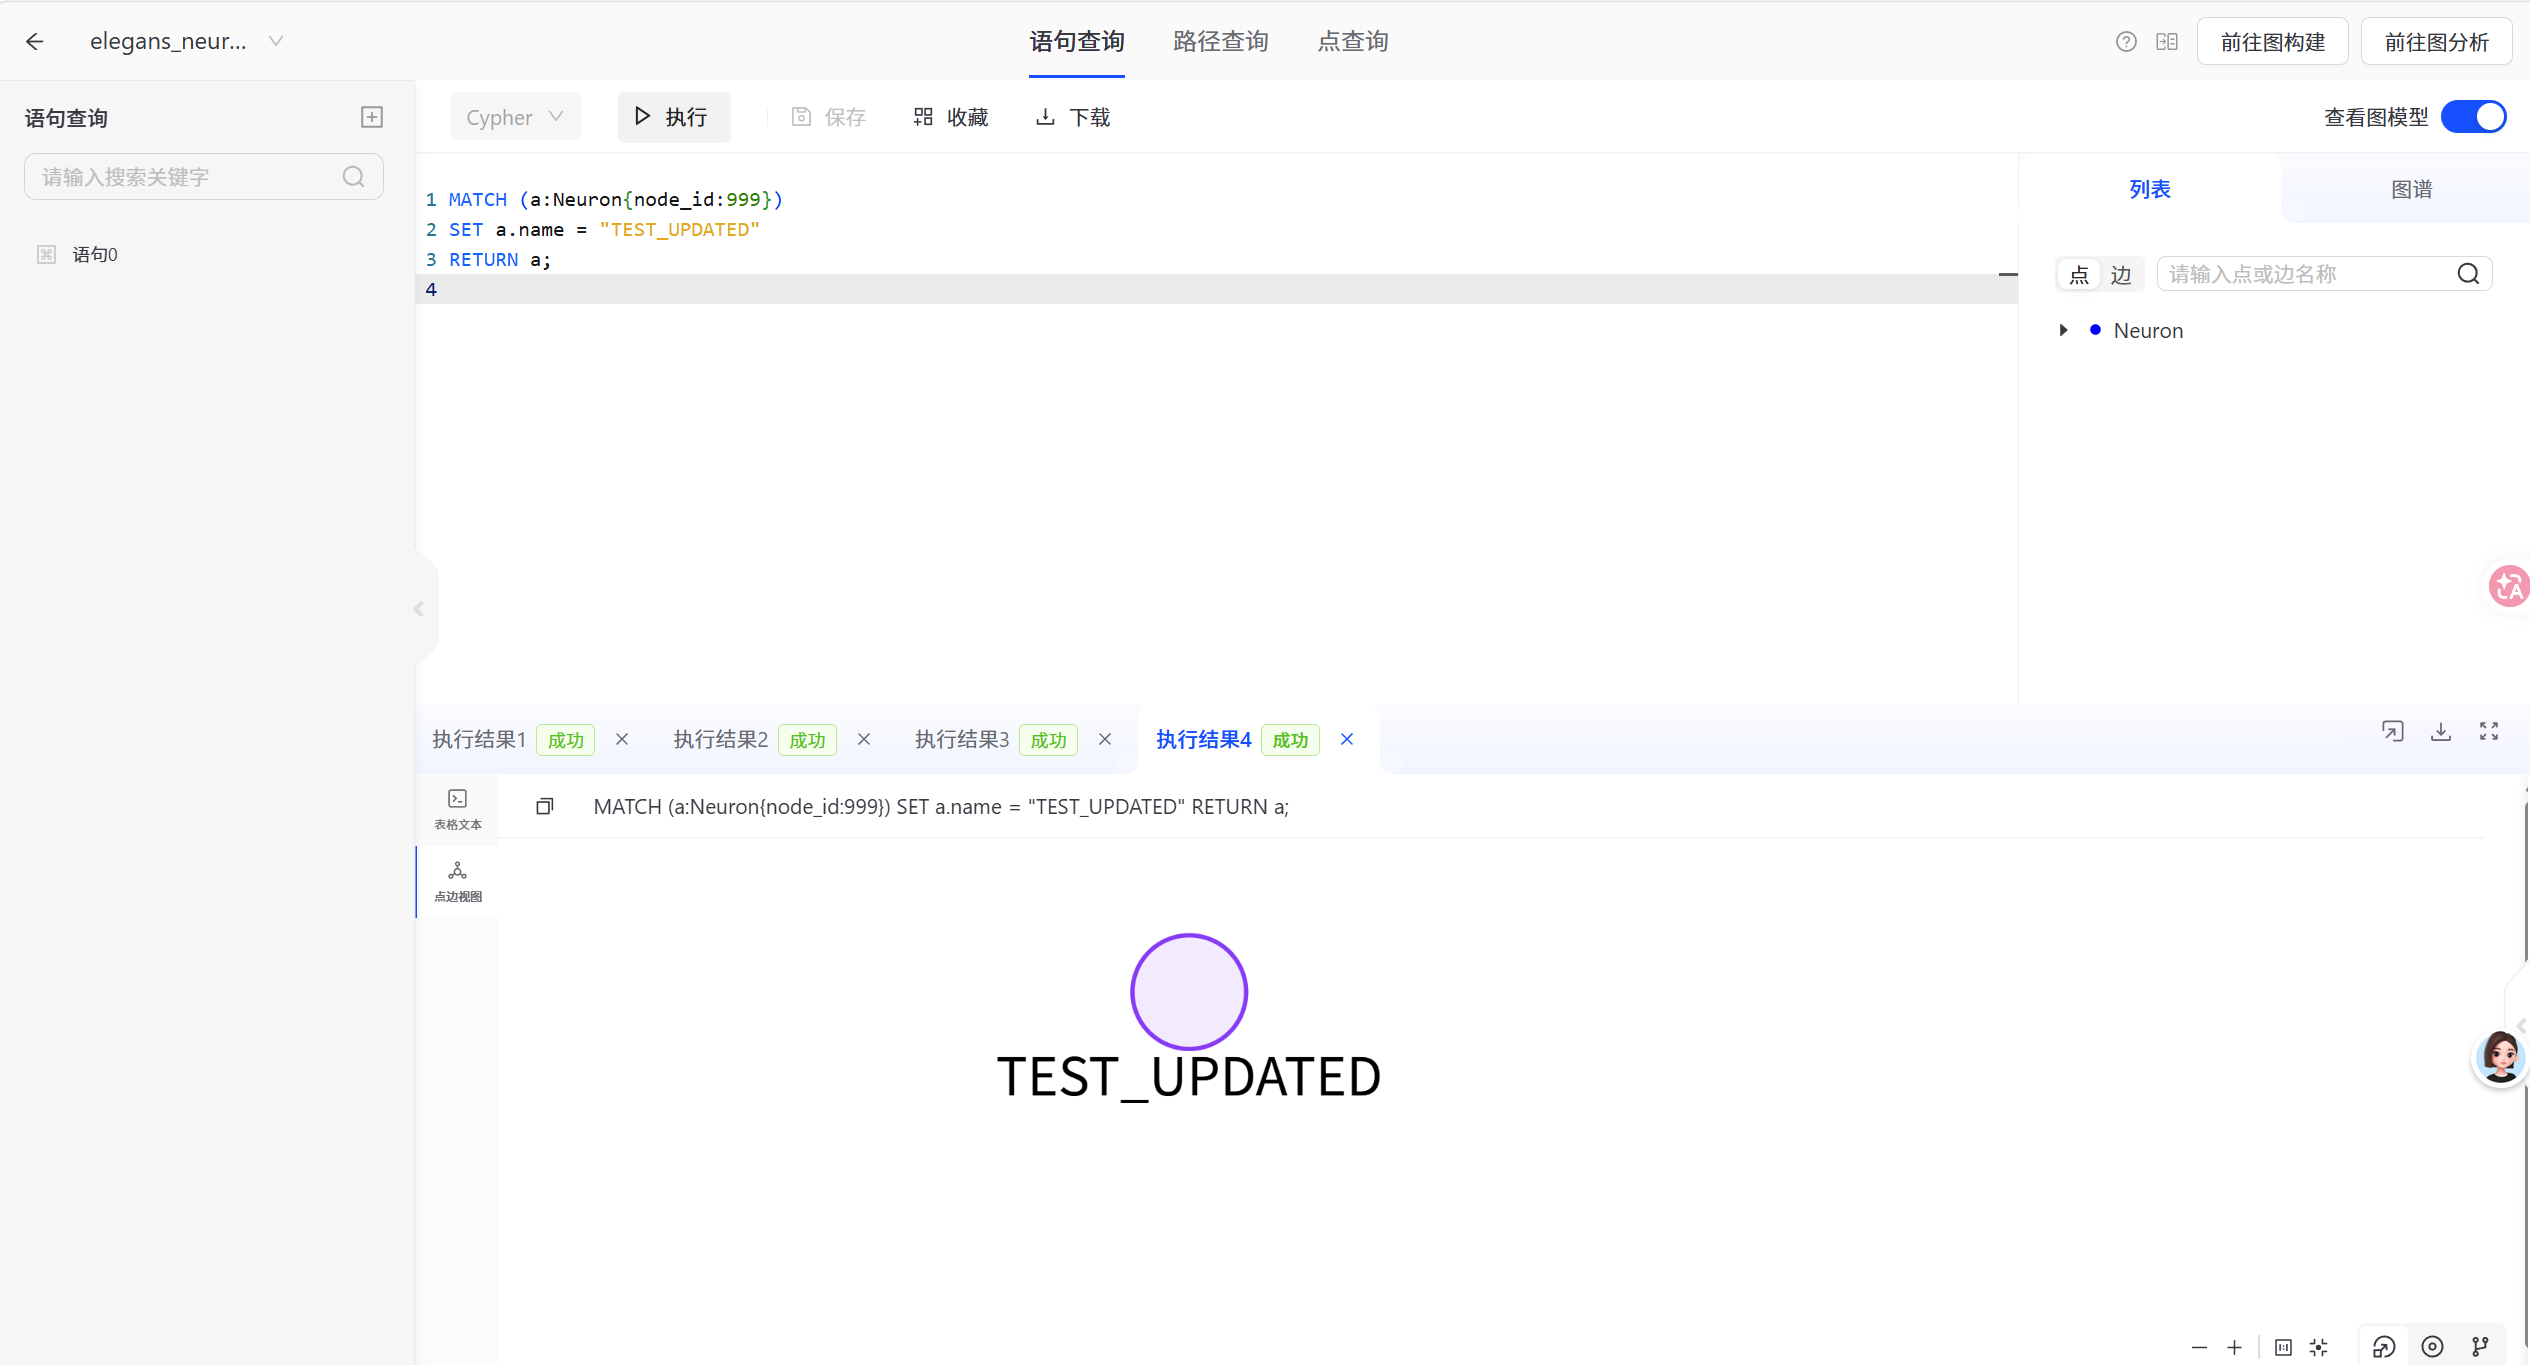 elegans_neur...
语句查询
路径查询
点查询
前往图构建
前往图分析
语句查询
请输入搜索关键字
语句0
Cypher
执行
保存
收藏
下载
查看图模型
1 MATCH (a:Neuron{node_id:999})
2 SET a.name = "TEST_UPDATED"
3 RETURN a;
4
列表
图谱
点
边
请输入点或边名称
Neuron
执行结果1 成功
执行结果2 成功
执行结果3 成功
执行结果4 成功
表格文本
点边视图
MATCH (a:Neuron{node_id:999}) SET a.name = "TEST_UPDATED" RETURN a;
TEST_UPDATED